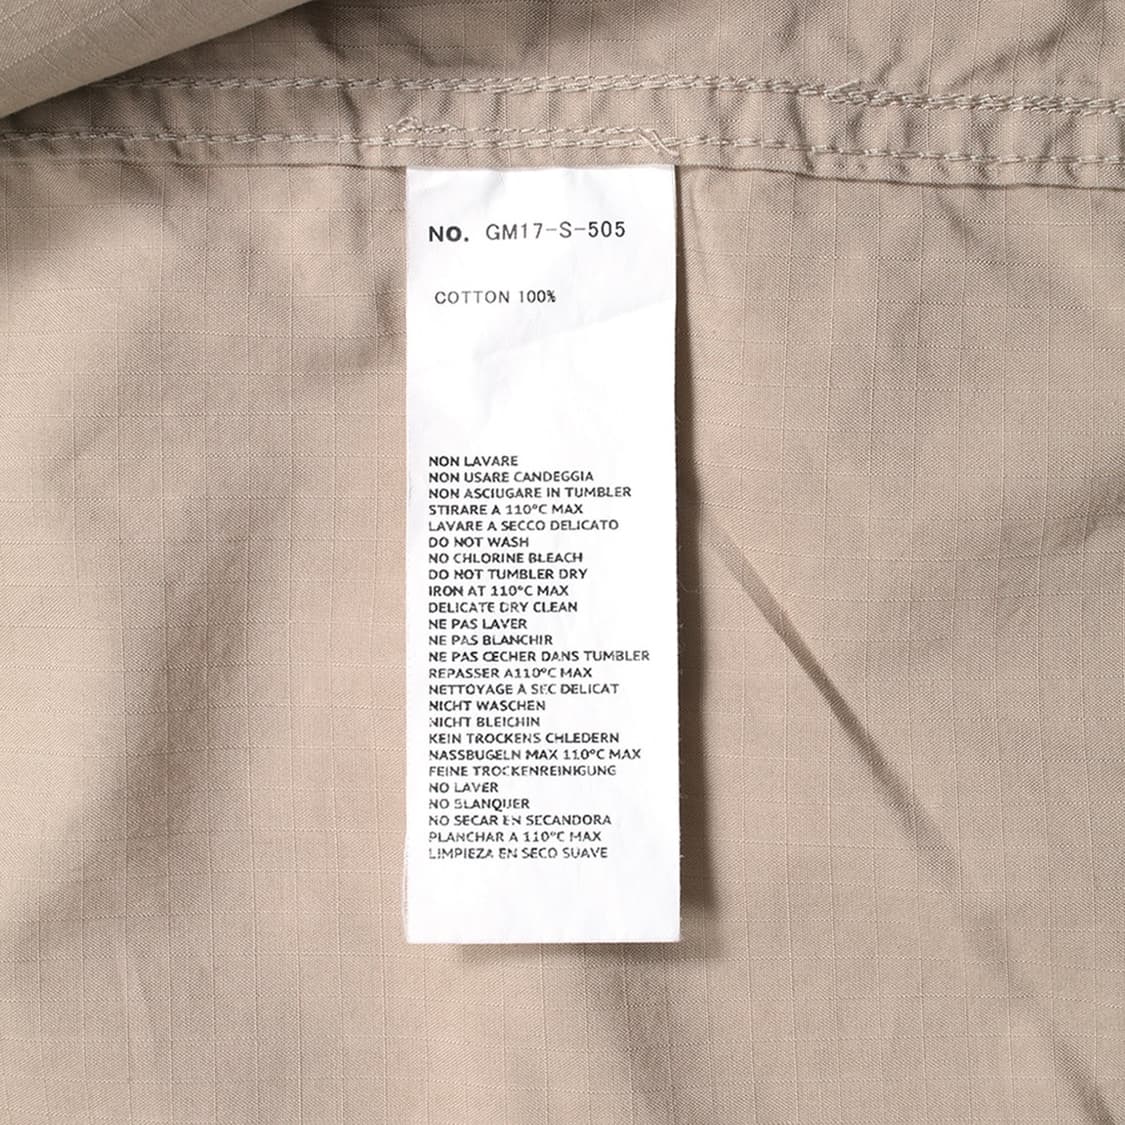 NO. GM17-S-505
COTTON 100%
NON LAVARE
NON USARE CANDEGGIA
NON ASCIUGARE IN TUMBLER
STIRARE A 110°C MAX
LAVARE A SECCO DELICATO
DO NOT WASH
NO CHLORINE BLEACH
DO NOT TUMBLER DRY
IRON AT 110°C MAX
DELICATE DRY CLEAN
NE PAS LAVER
NE PAS BLANCHIR
NE PAS CECHER DANS TUMBLER
REPASSER A110°C MAX
NETTOYAGE A SEC DELICAT
NICHT WASCHEN
NICHT BLEICHIN
KEIN TROCKENS CHLEDERN
NASSBUGELN MAX 110°C MAX
FEINE TROCKENREINIGUNG
NO LAVER
NO BLANQUER
NO SECAR EN SECANDORA
PLANCHAR A 110°C MAX
LIMPIEZA EN SECO SUAVE